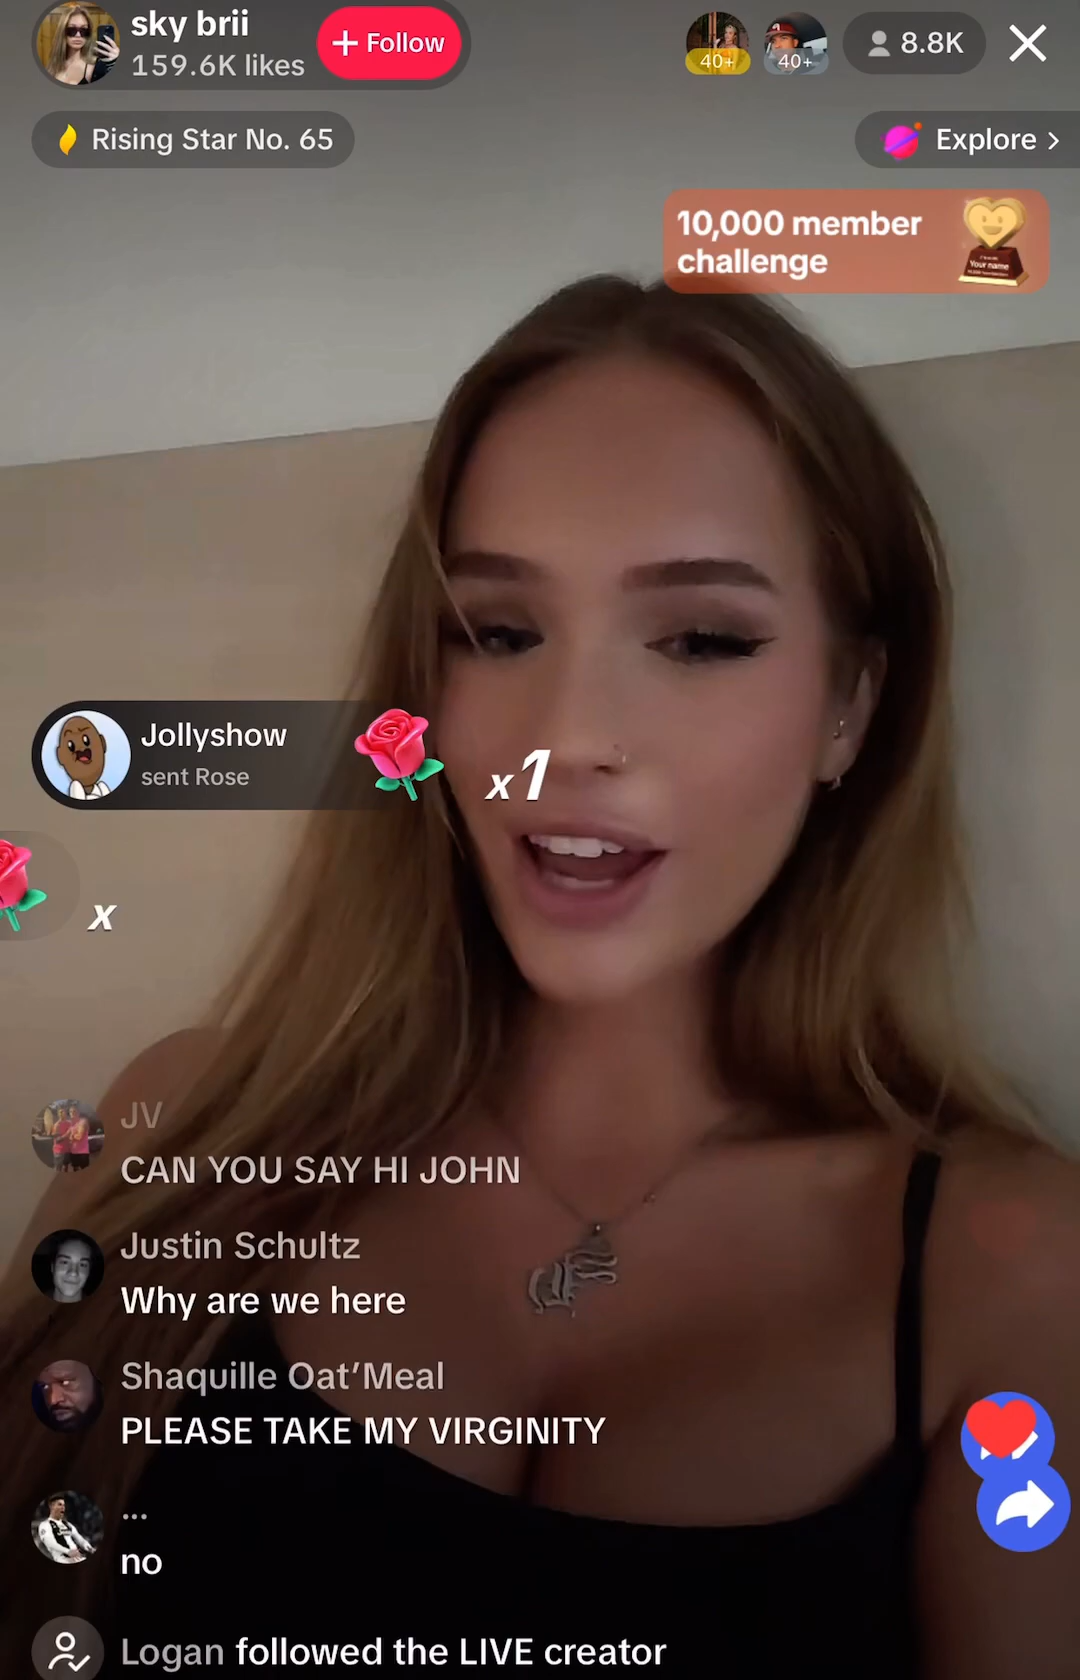 sky brii
159.6K likes
+ Follow
40+
40+
8.8K
Rising Star No. 65
Explore >
10,000 member
challenge
Your name
Jollyshow
sent Rose
x1
x
JV
CAN YOU SAY HI JOHN
Justin Schultz
Why are we here
Shaquille Oat'Meal
PLEASE TAKE MY VIRGINITY
...
no
Logan followed the LIVE creator